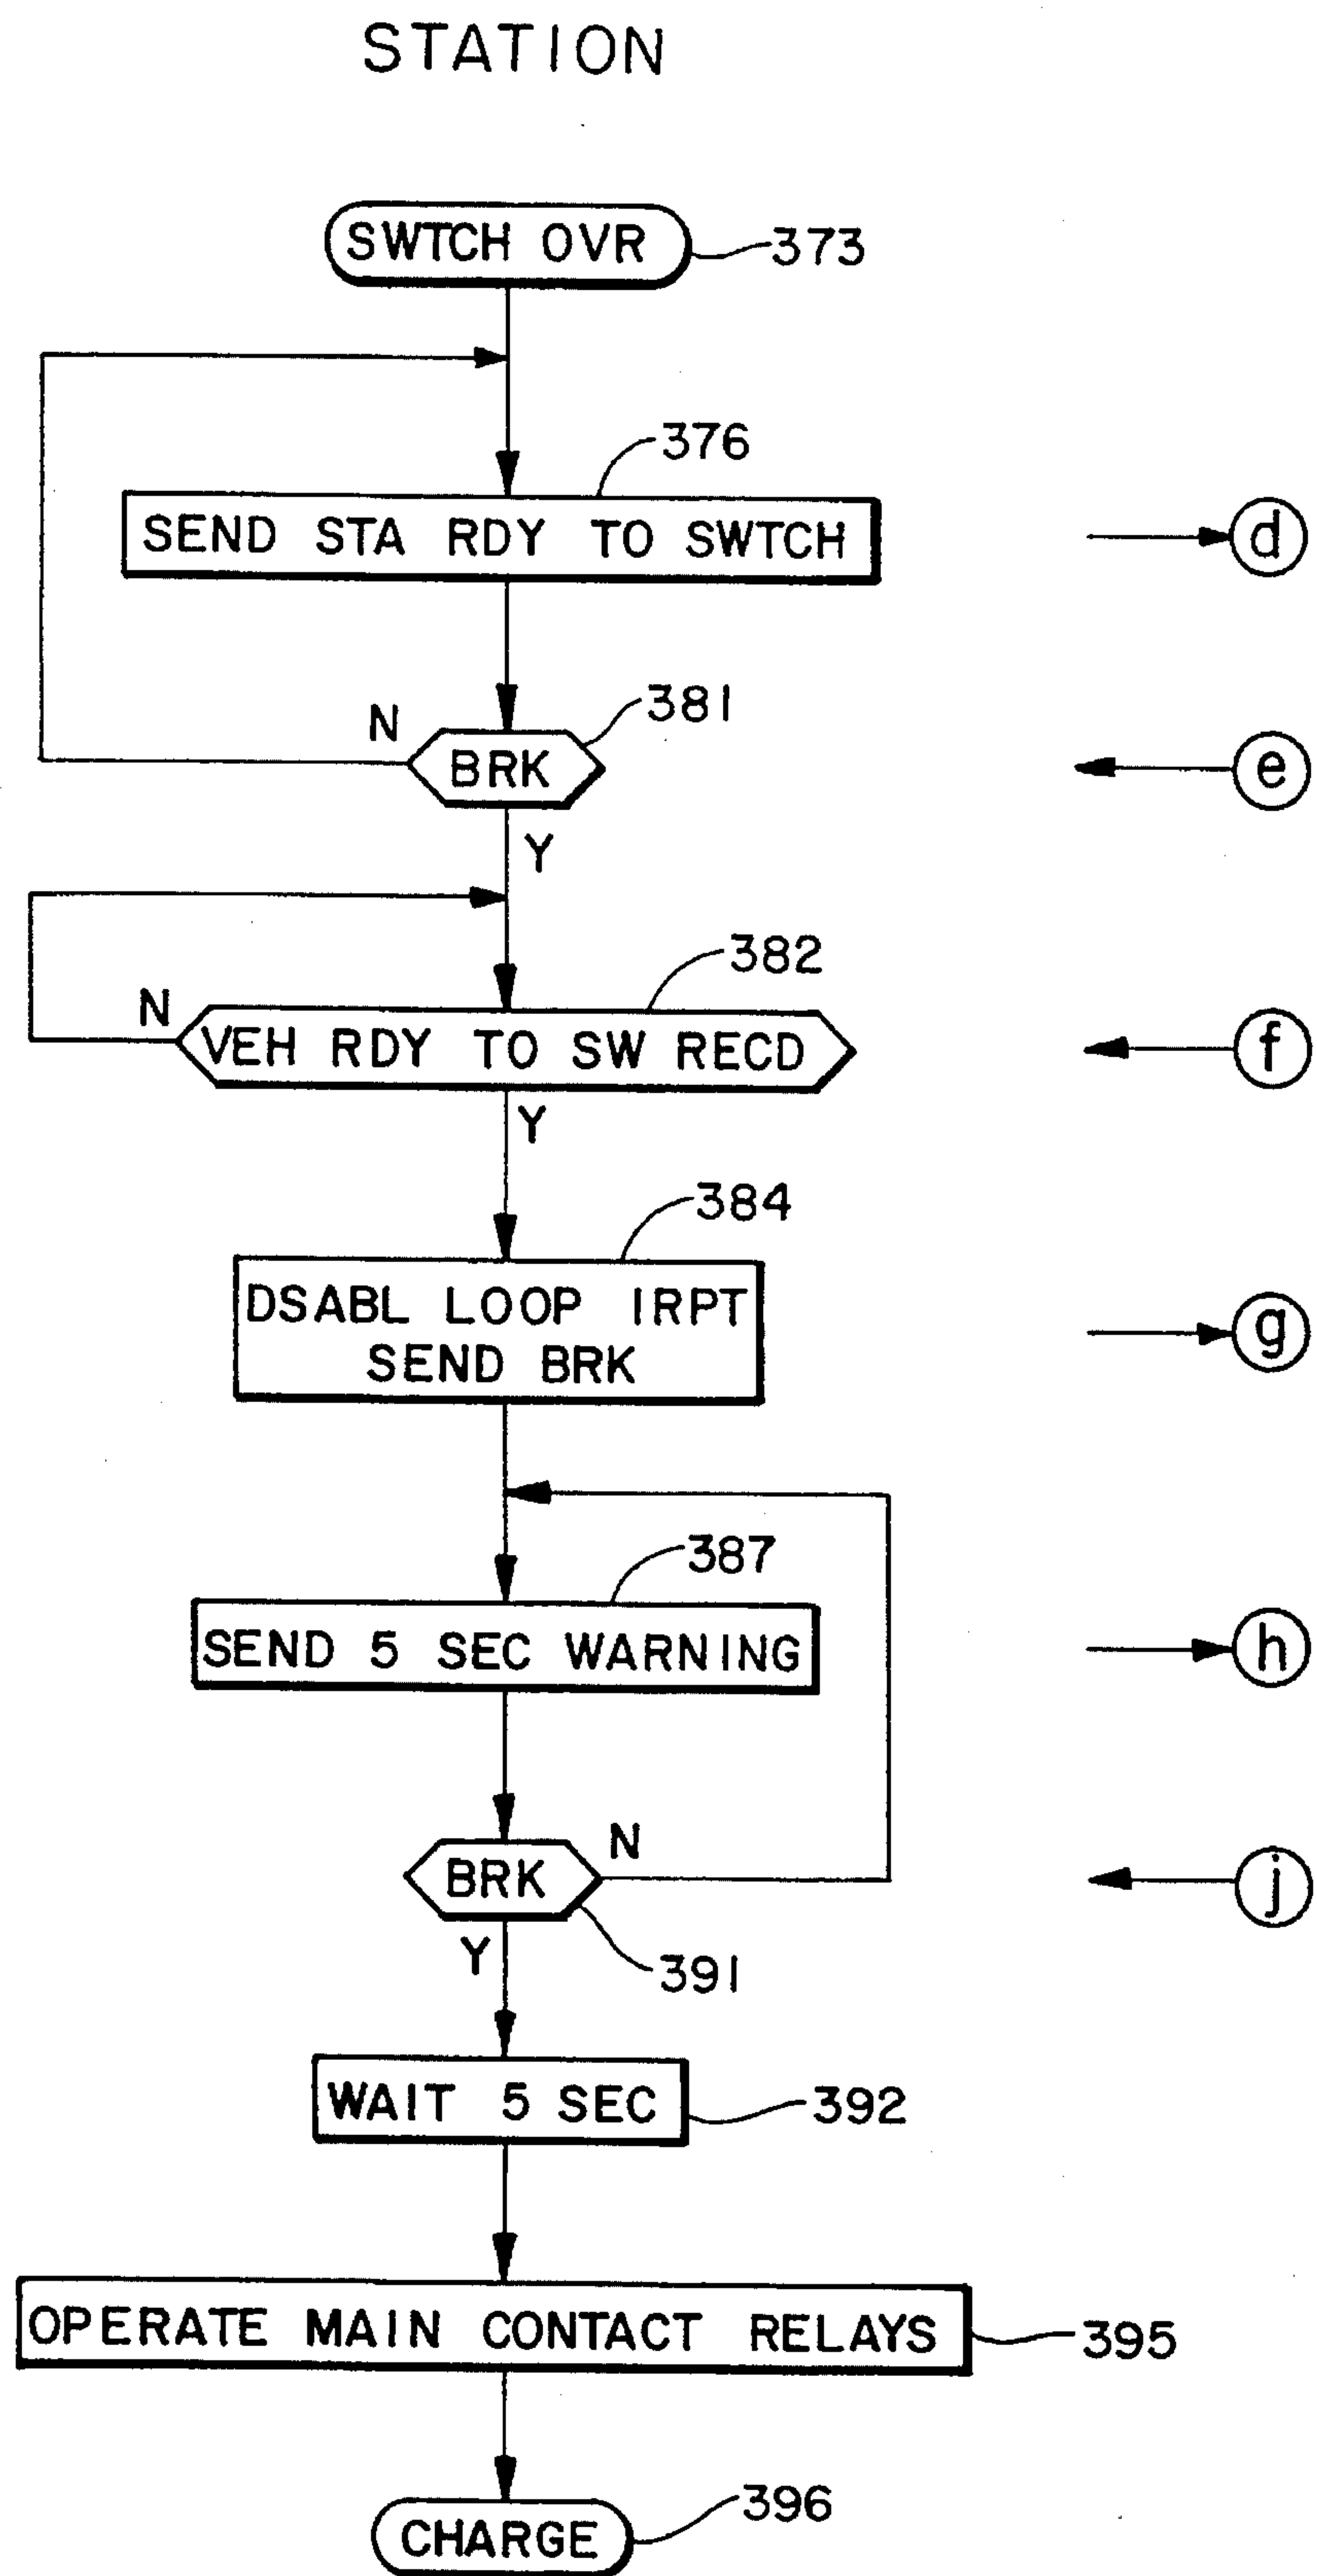 STATION
SWTCH OVR
373
376
SEND STA RDY TO SWTCH
d
N
381
BRK
e
Y
382
N
VEH RDY TO SW RECD
f
Y
384
DSABL LOOP IRPT
SEND BRK
g
387
SEND 5 SEC WARNING
h
N
BRK
j
Y
391
WAIT 5 SEC
392
OPERATE MAIN CONTACT RELAYS
395
396
CHARGE